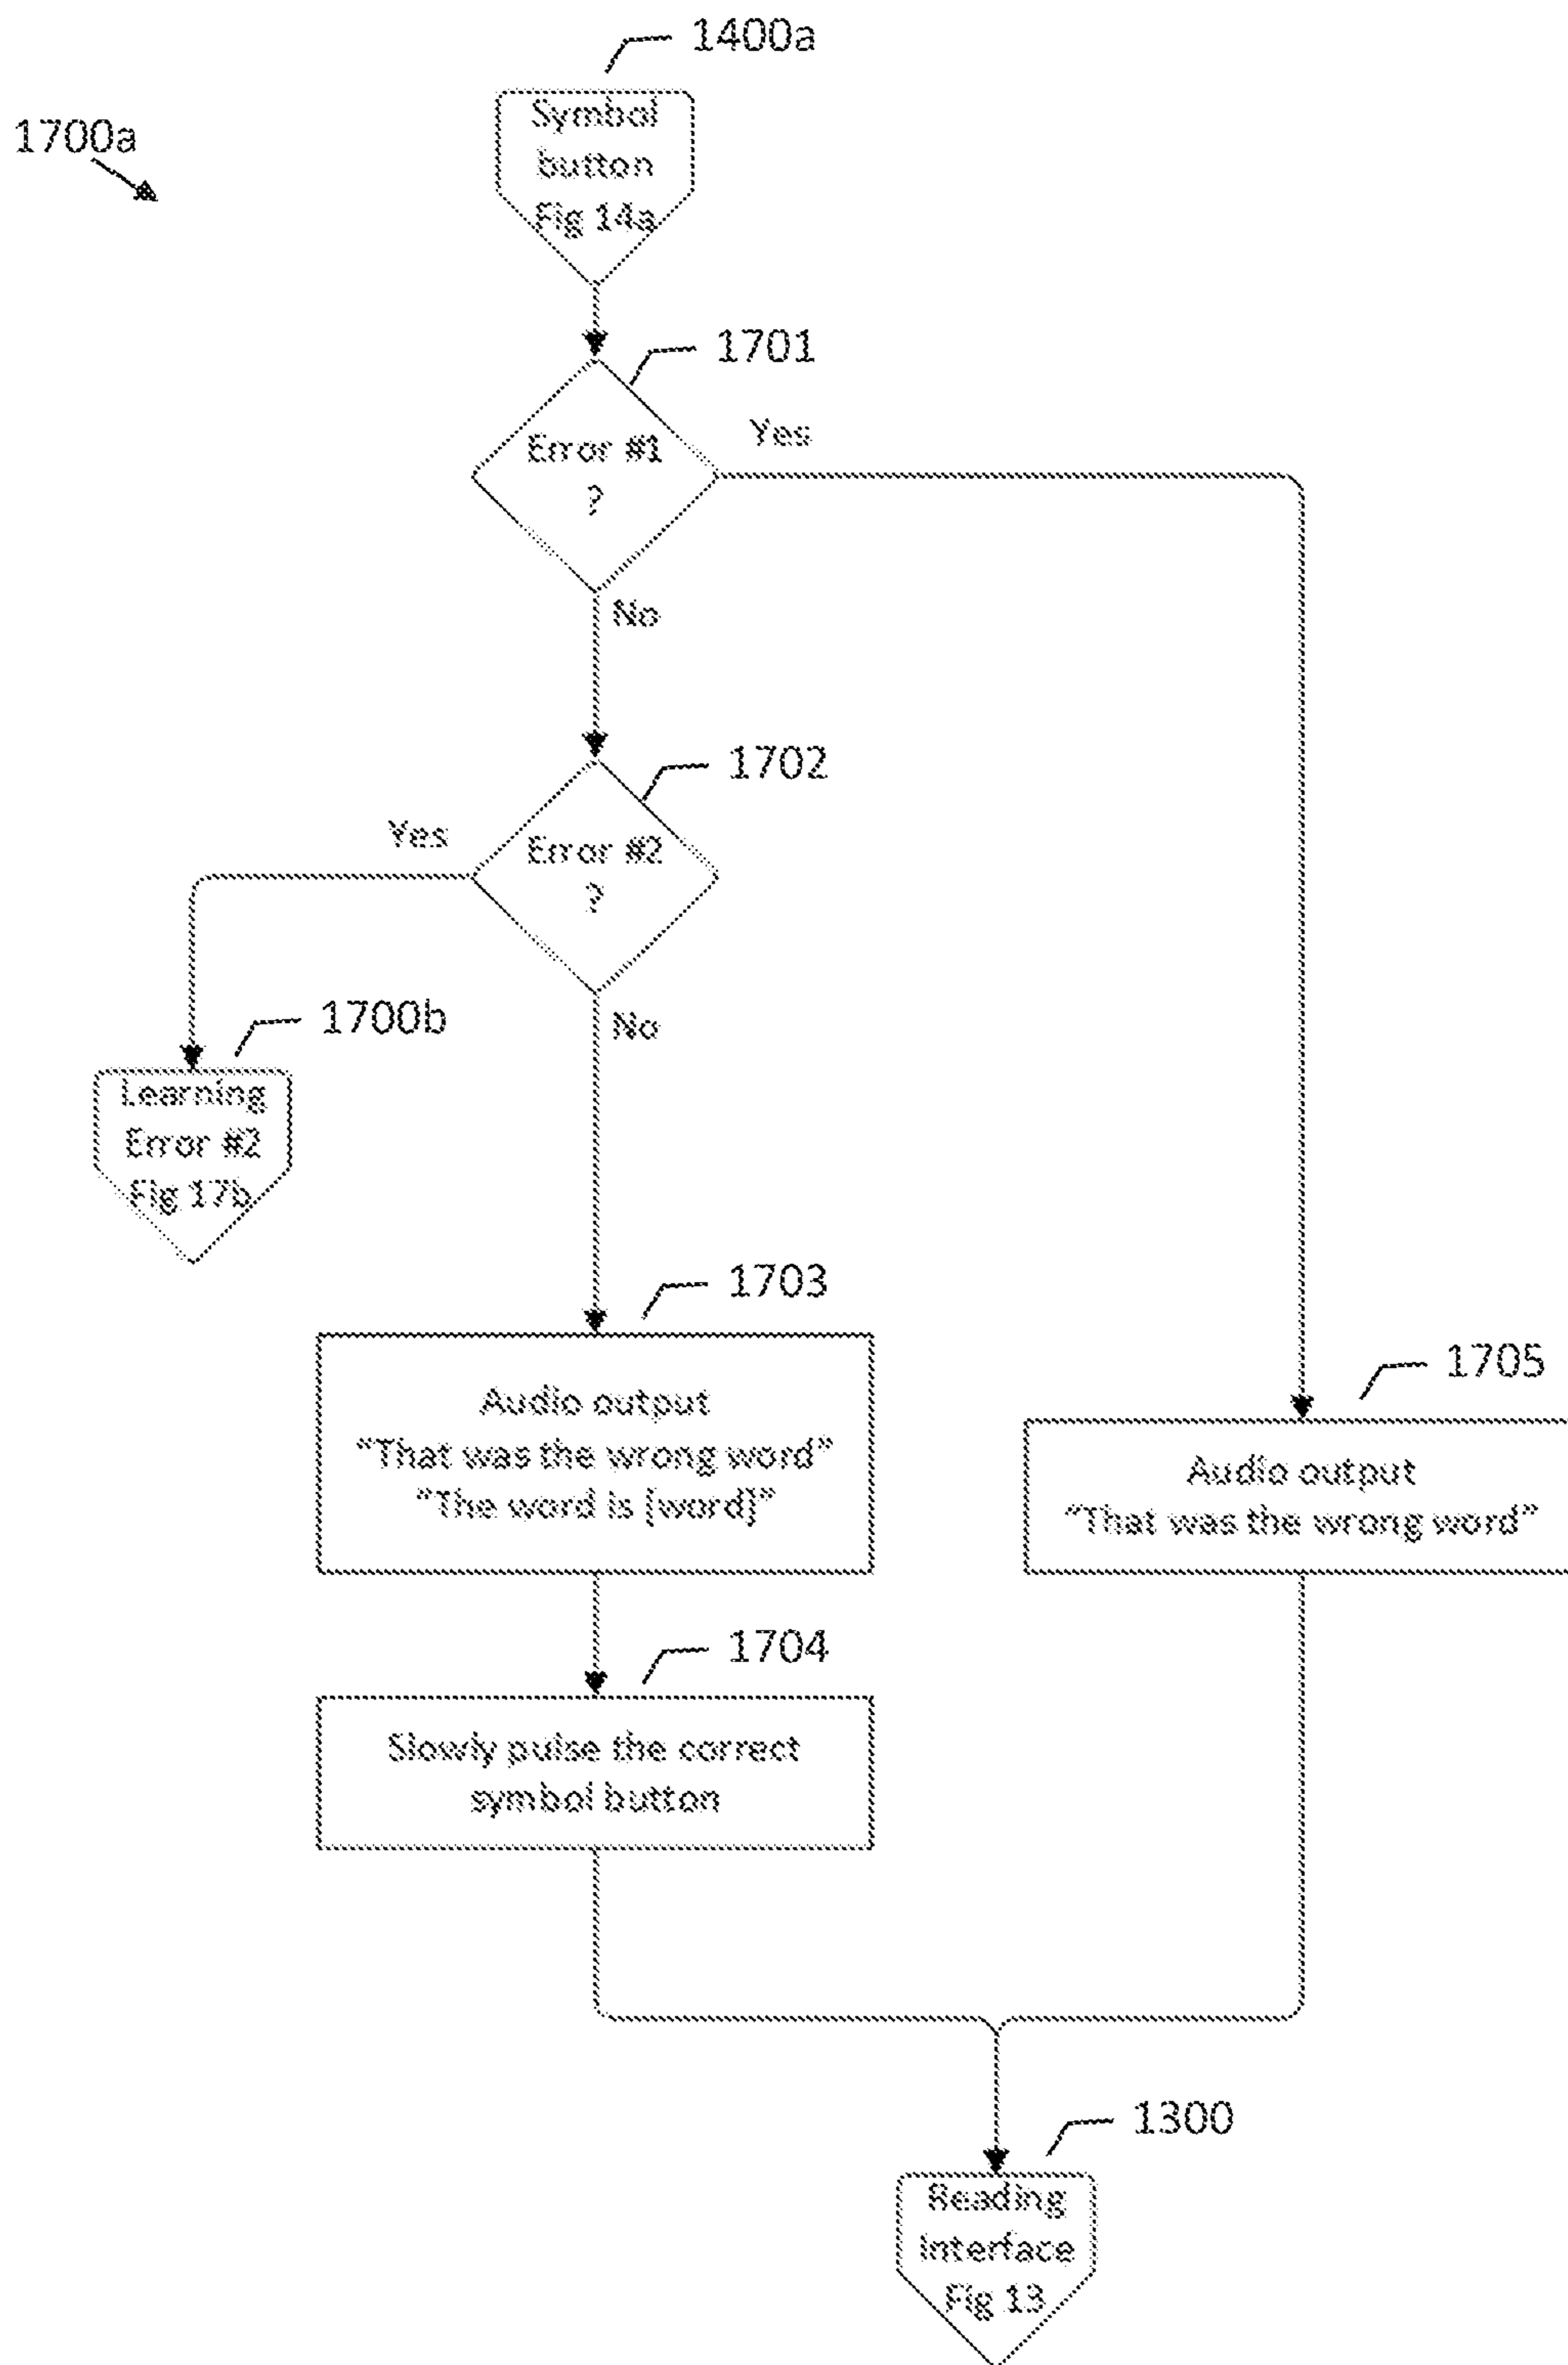 1400a
1700a
Symbol
button
Fig 14a
1701
Error #1
?
Yes
No
1702
Error #2
?
Yes
No
1700b
Learning
Error #2
Fig 17b
1703
Audio output
“That was the wrong word”
“The word is [word]”
1705
Audio output
“That was the wrong word”
1704
Slowly pulse the correct
symbol button
1300
Reading
Interface
Fig 13